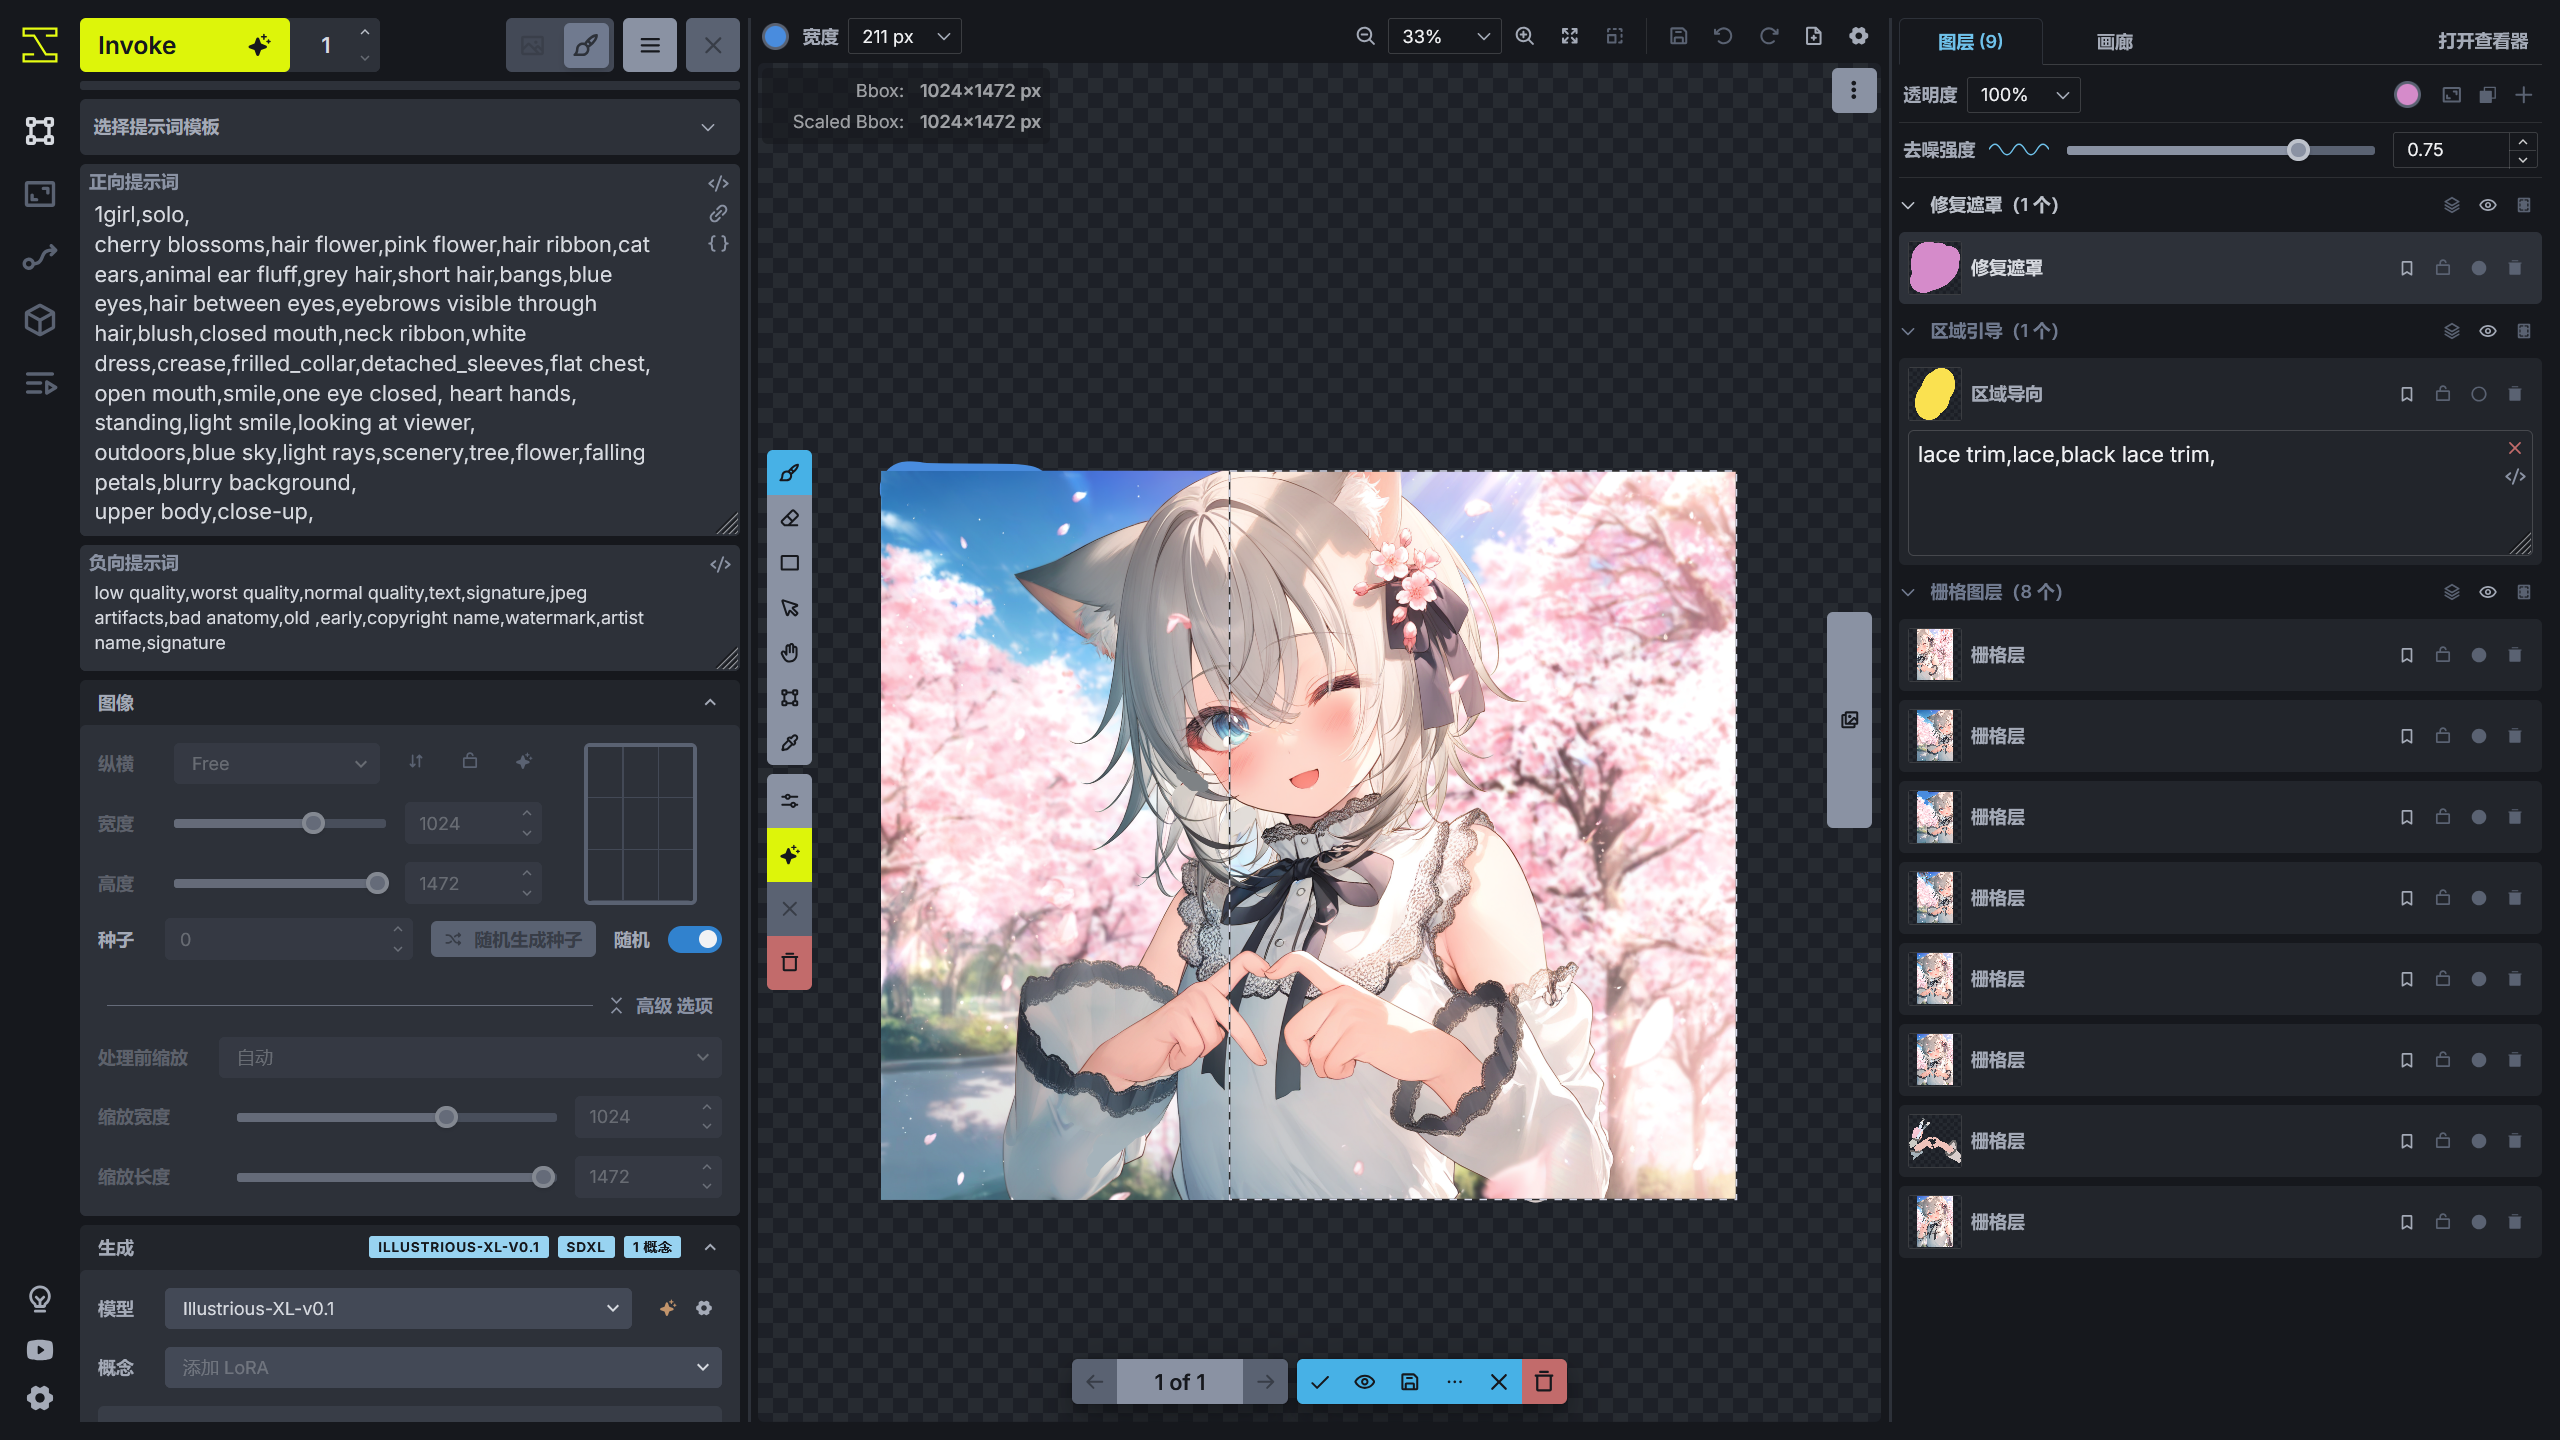 Invoke
1
选择提示词模板
正向提示词
1girl,solo,
cherry blossoms,hair flower,pink flower,hair ribbon,cat
ears,animal ear fluff,grey hair,short hair,bangs,blue
eyes,hair between eyes,eyebrows visible through
hair,blush,closed mouth,neck ribbon,white
dress,crease,frilled_collar,detached_sleeves,flat chest,
open mouth,smile,one eye closed, heart hands,
standing,light smile,looking at viewer,
outdoors,blue sky,light rays,scenery,tree,flower,falling
petals,blurry background,
upper body,close-up,
负向提示词
low quality,worst quality,normal quality,text,signature,jpeg
artifacts,bad anatomy,old ,early,copyright name,watermark,artist
name,signature
图像
纵横
Free
宽度
1024
高度
1472
种子
0
随机生成种子
随机
高级 选项
处理前缩放
自动
缩放宽度
1024
缩放长度
1472
生成
ILLUSTRIOUS-XL-V0.1
SDXL
1 概念
模型
Illustrious-XL-v0.1
概念
添加 LoRA
宽度
211 px
33%
Bbox: 1024×1472 px
Scaled Bbox: 1024×1472 px
1 of 1
图层 (9)
画廊
打开查看器
透明度
100%
去噪强度
0.75
修复遮罩 (1 个)
修复遮罩
区域引导 (1 个)
区域导向
lace trim,lace,black lace trim,
栅格图层 (8 个)
栅格层
栅格层
栅格层
栅格层
栅格层
栅格层
栅格层
栅格层